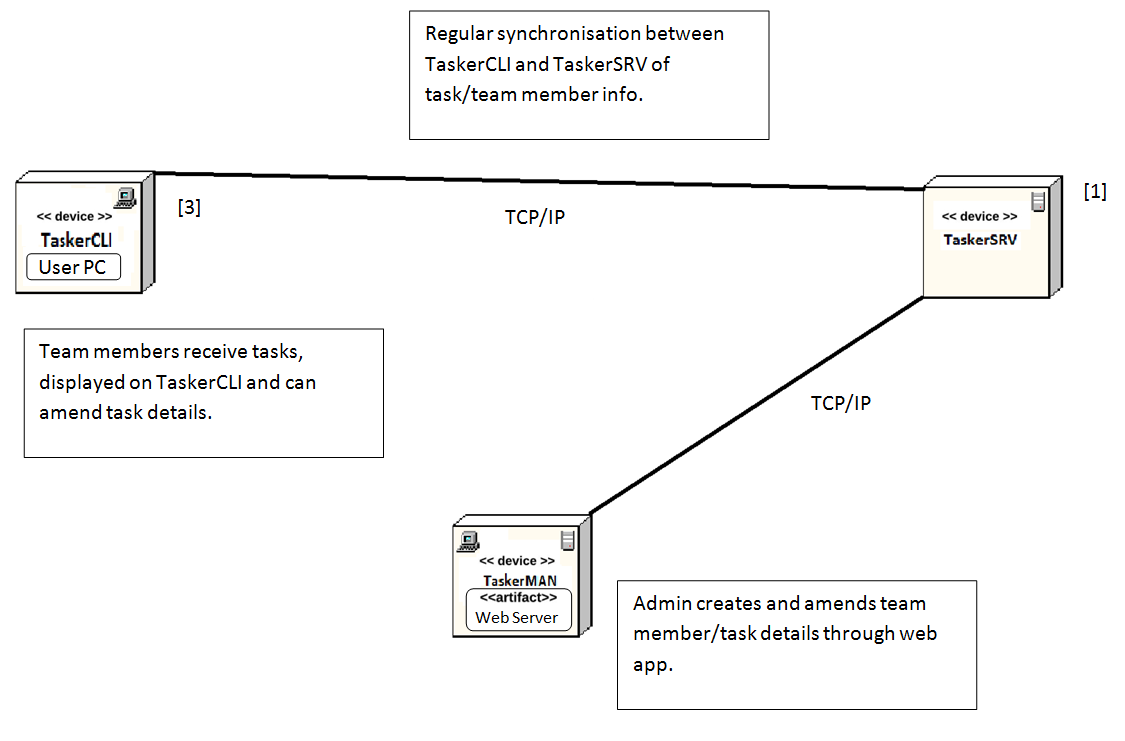 Regular synchronisation between
TaskerCLI and TaskerSRV of
task/team member info.
<< device >>
TaskerCLI
User PC
[3]
TCP/IP
<< device >>
TaskerSRV
[1]
Team members receive tasks,
displayed on TaskerCLI and can
amend task details.
TCP/IP
<< device >>
TaskerMAN
<<artifact>>
Web Server
Admin creates and amends team
member/task details through web
app.